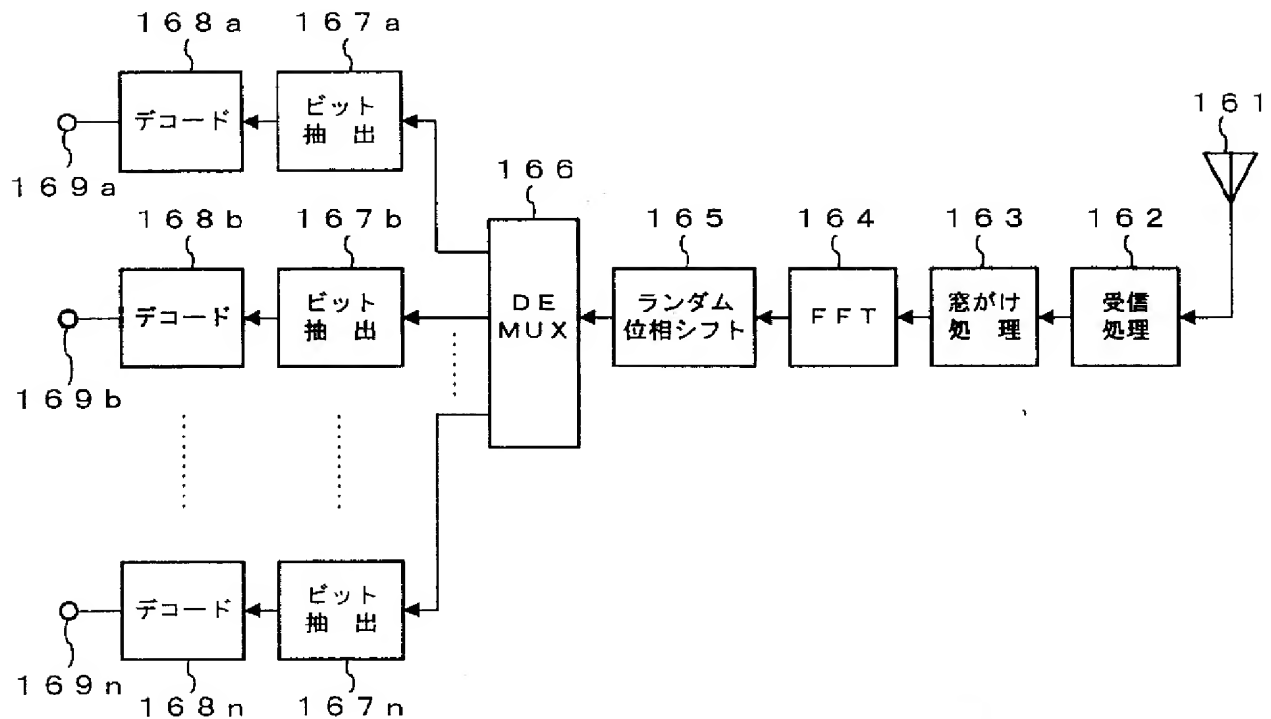 168a
167a
デコード
ビット
抽 出
161
169a
166
168b
167b
165
164
163
162
デコード
ビット
抽 出
DE
MUX
ランダム
位相シフト
FFT
窓がけ
処 理
受信
処理
169b
デコード
ビット
抽 出
169n
168n
167n